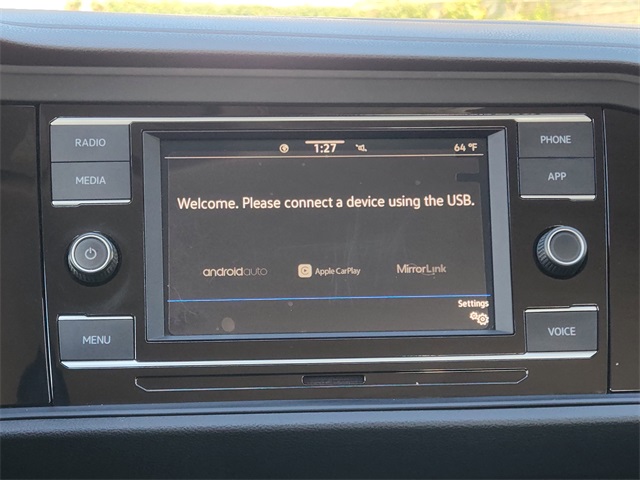 RADIO
MEDIA
MENU
1:27
64 °F
Welcome. Please connect a device using the USB.
androidauto
Apple CarPlay
MirrorLink
Settings
PHONE
APP
VOICE